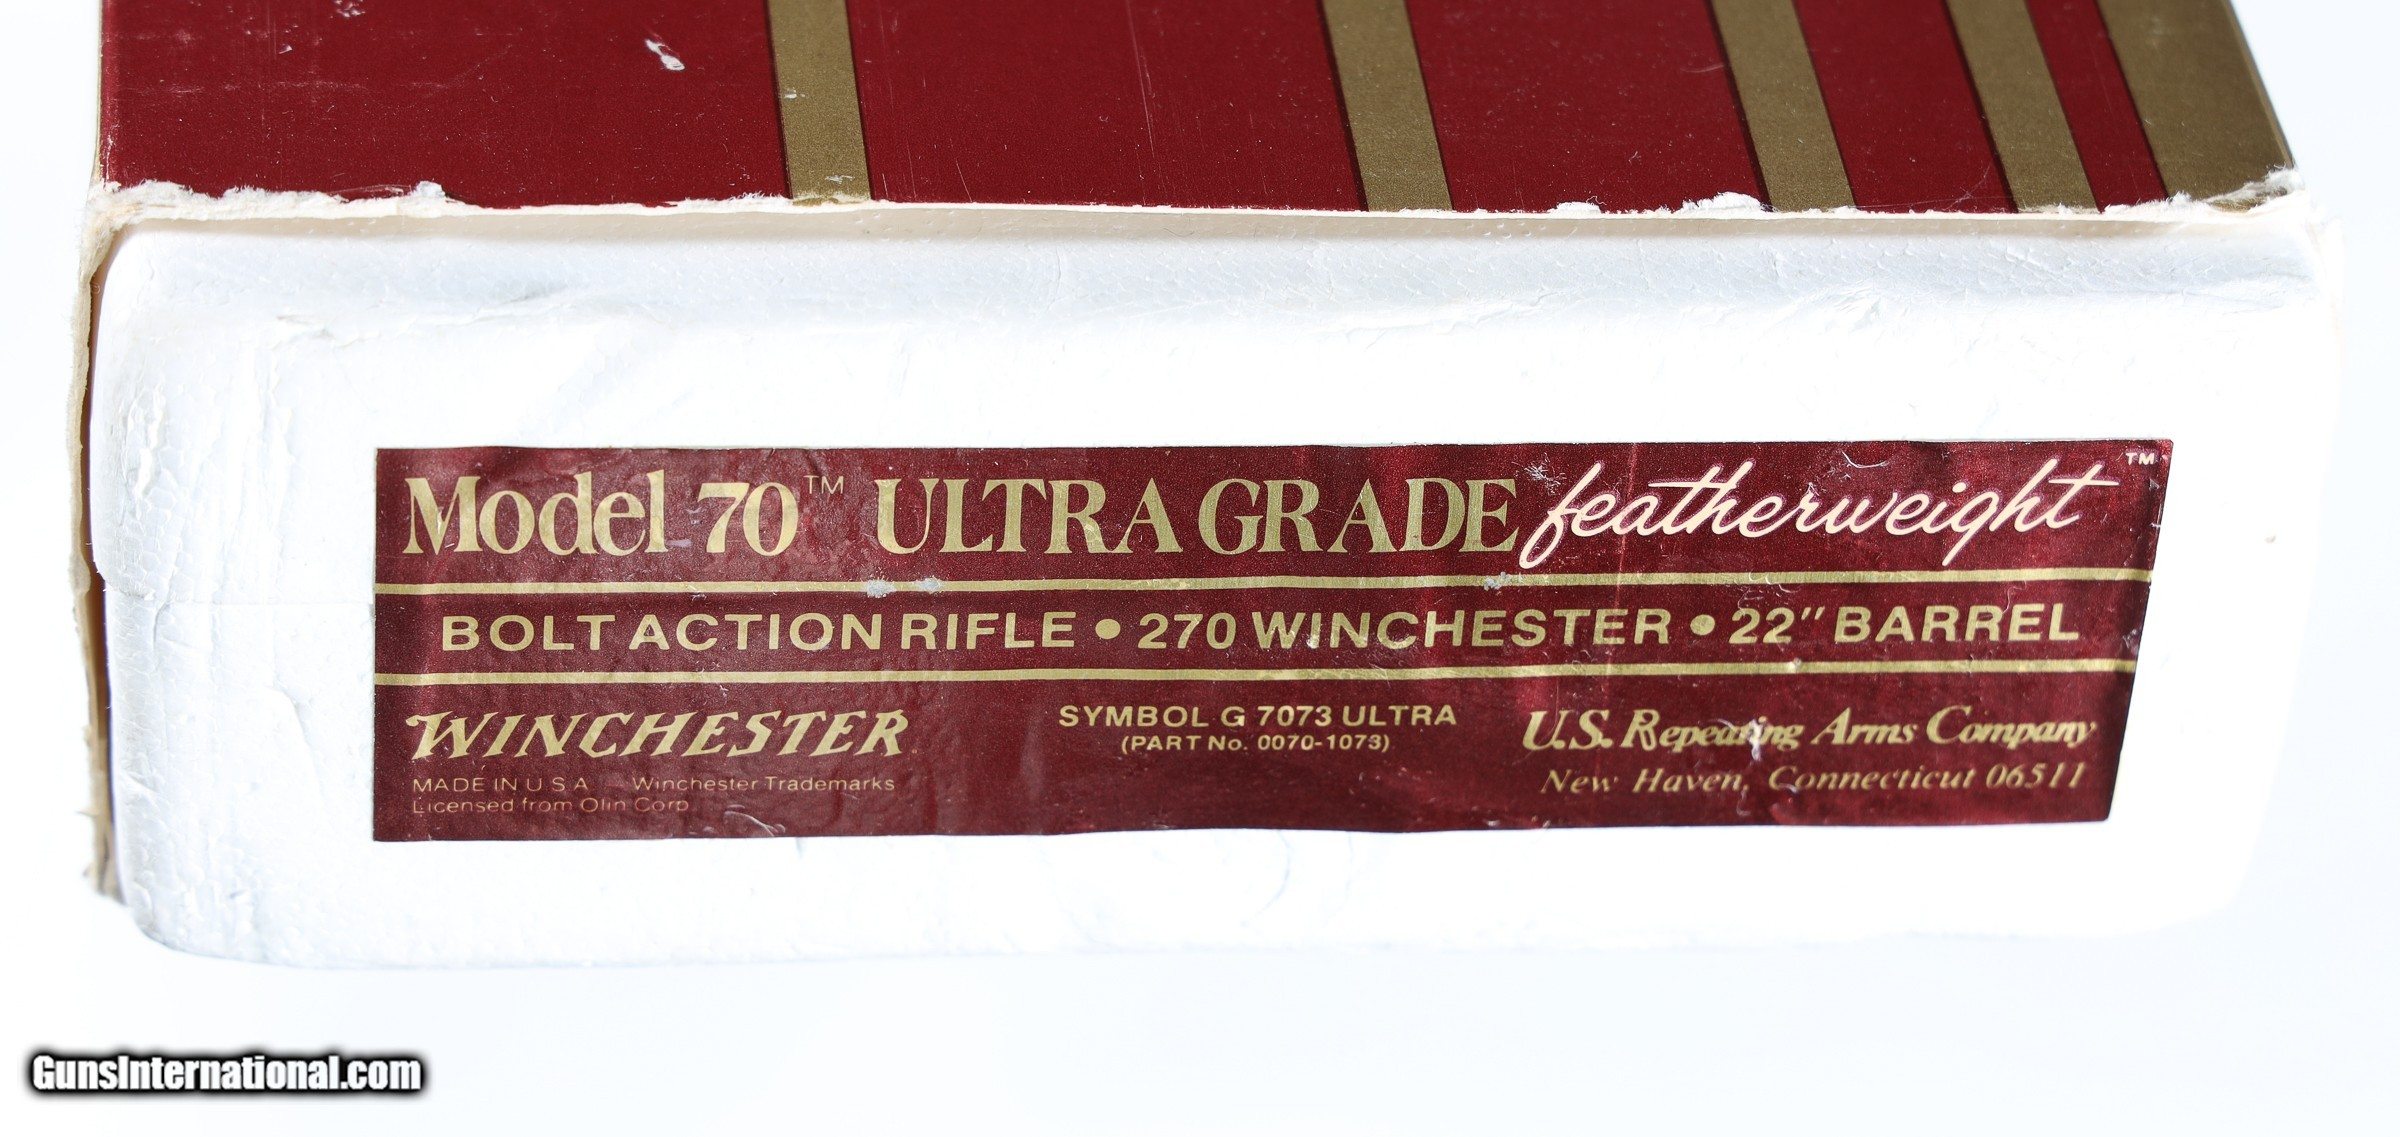 Model 70™ ULTRA GRADE featherweight™
BOLT ACTION RIFLE • 270 WINCHESTER • 22" BARREL
WINCHESTER
MADE IN U.S.A. Winchester Trademarks
Licensed from Olin Corp.
SYMBOL G 7073 ULTRA
(PART No. 0070-1073)
U.S. Repeating Arms Company
New Haven, Connecticut 06511
GunsInternational.com